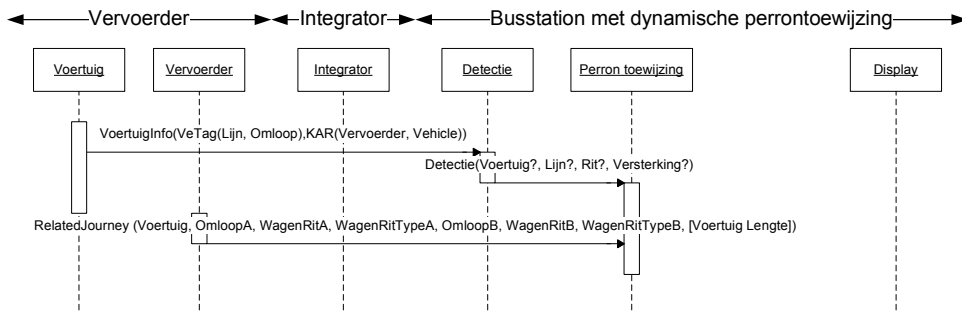 Vervoerder
Integrator
Busstation met dynamische perrontoewijzing
Voertuig
Vervoerder
Integrator
Detectie
Perron toewijzing
Display
VoertuigInfo(VeTag(Lijn, Omloop),KAR(Vervoerder, Vehicle))
Detectie(Voertuig?, Lijn?, Rit?, Versterking?)
RelatedJourney (Voertuig, OmloopA, WagenRitA, WagenRitTypeA, OmloopB, WagenRitB, WagenRitTypeB, [Voertuig Lengte])